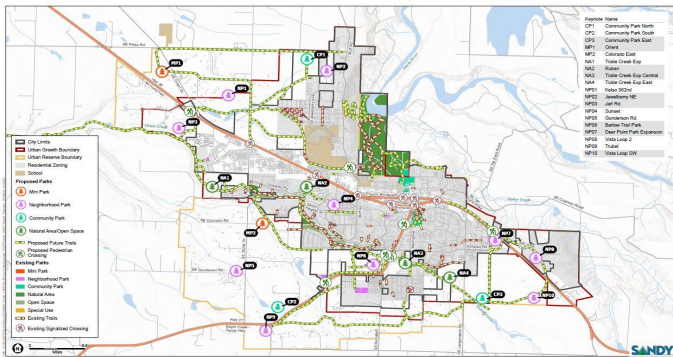 Keynote Name
CP1 Community Park North
CP2 Community Park South
CP3 Community Park East
MP1 Orient
MP2 Colorado East
NA1 Tickle Creek Exp
NA2 Ruben
NA3 Tickle Creek Exp Central
NA4 Tickle Creek Exp East
NP01 Kelso 362nd
NP02 Jewelberry NE
NP03 Jarl Rd
NP04 Sunset
NP05 Gunderson Rd.
NP06 Barlow Trail Park
NP07 Deer Point Park Expansion
NP08 Vista Loop 2
NP09 Trubel
NP10 Vista Loop SW
CP1
MP1
NP2
NP1
NP3
City Limits
Urban Growth Boundary
Urban Reserve Boundary
Residential Zoning
School
Proposed Parks
Mini Park
Neighborhood Park
Community Park
Natural Area/Open Space
Proposed Future Trails
Proposed Pedestrian
Crossing
Existing Parks
Mini Park
Neighborhood Park
Community Park
Natural Area
Open Space
Special Use
Existing Trails
Existing Signalized Crossing
NA1
NA2
NP4
MP2
NP7
NP8
NP6
NA3
NP5
NA4
CP2
CP3
NP10
NP9
Miles
SANDY